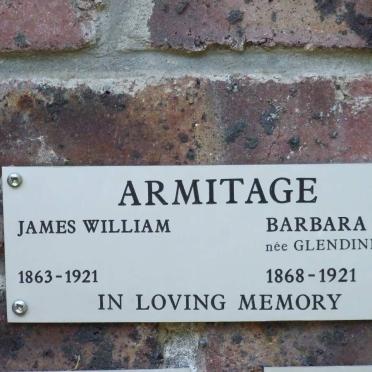 ARMITAGE
JAMES WILLIAM BARBARA
née
1863-1921 1868-1921
IN LOVING MEMORY